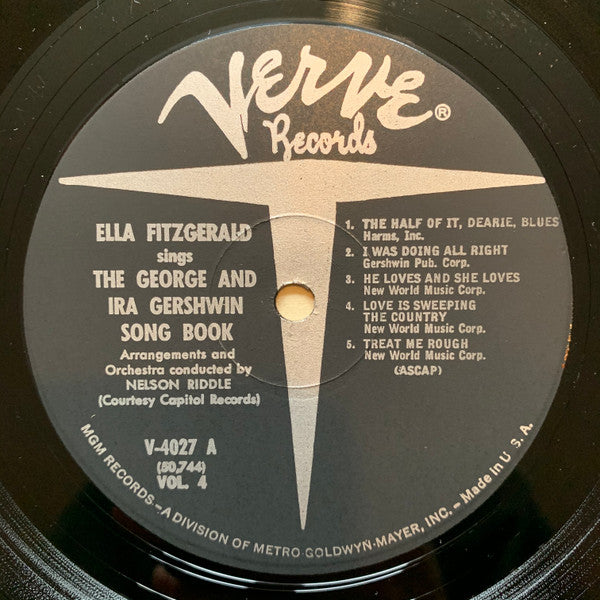 VERVE®
Records
ELLA FITZGERALD
sings
THE GEORGE AND
IRA GERSHWIN
SONG BOOK
Arrangements and
Orchestra conducted by
NELSON RIDDLE
(Courtesy Capitol Records)
V-4027 A
(50,744)
VOL. 4
1. THE HALF OF IT, DEARIE, BLUES
Harms, Inc.
2. I WAS DOING ALL RIGHT
Gershwin Pub. Corp.
3. HE LOVES AND SHE LOVES
New World Music Corp.
4. LOVE IS SWEEPING
THE COUNTRY
New World Music Corp.
5. TREAT ME ROUGH
New World Music Corp.
(ASCAP)
MGM RECORDS—A DIVISION OF METRO-GOLDWYN-MAYER, INC.—Made in U. S. A.